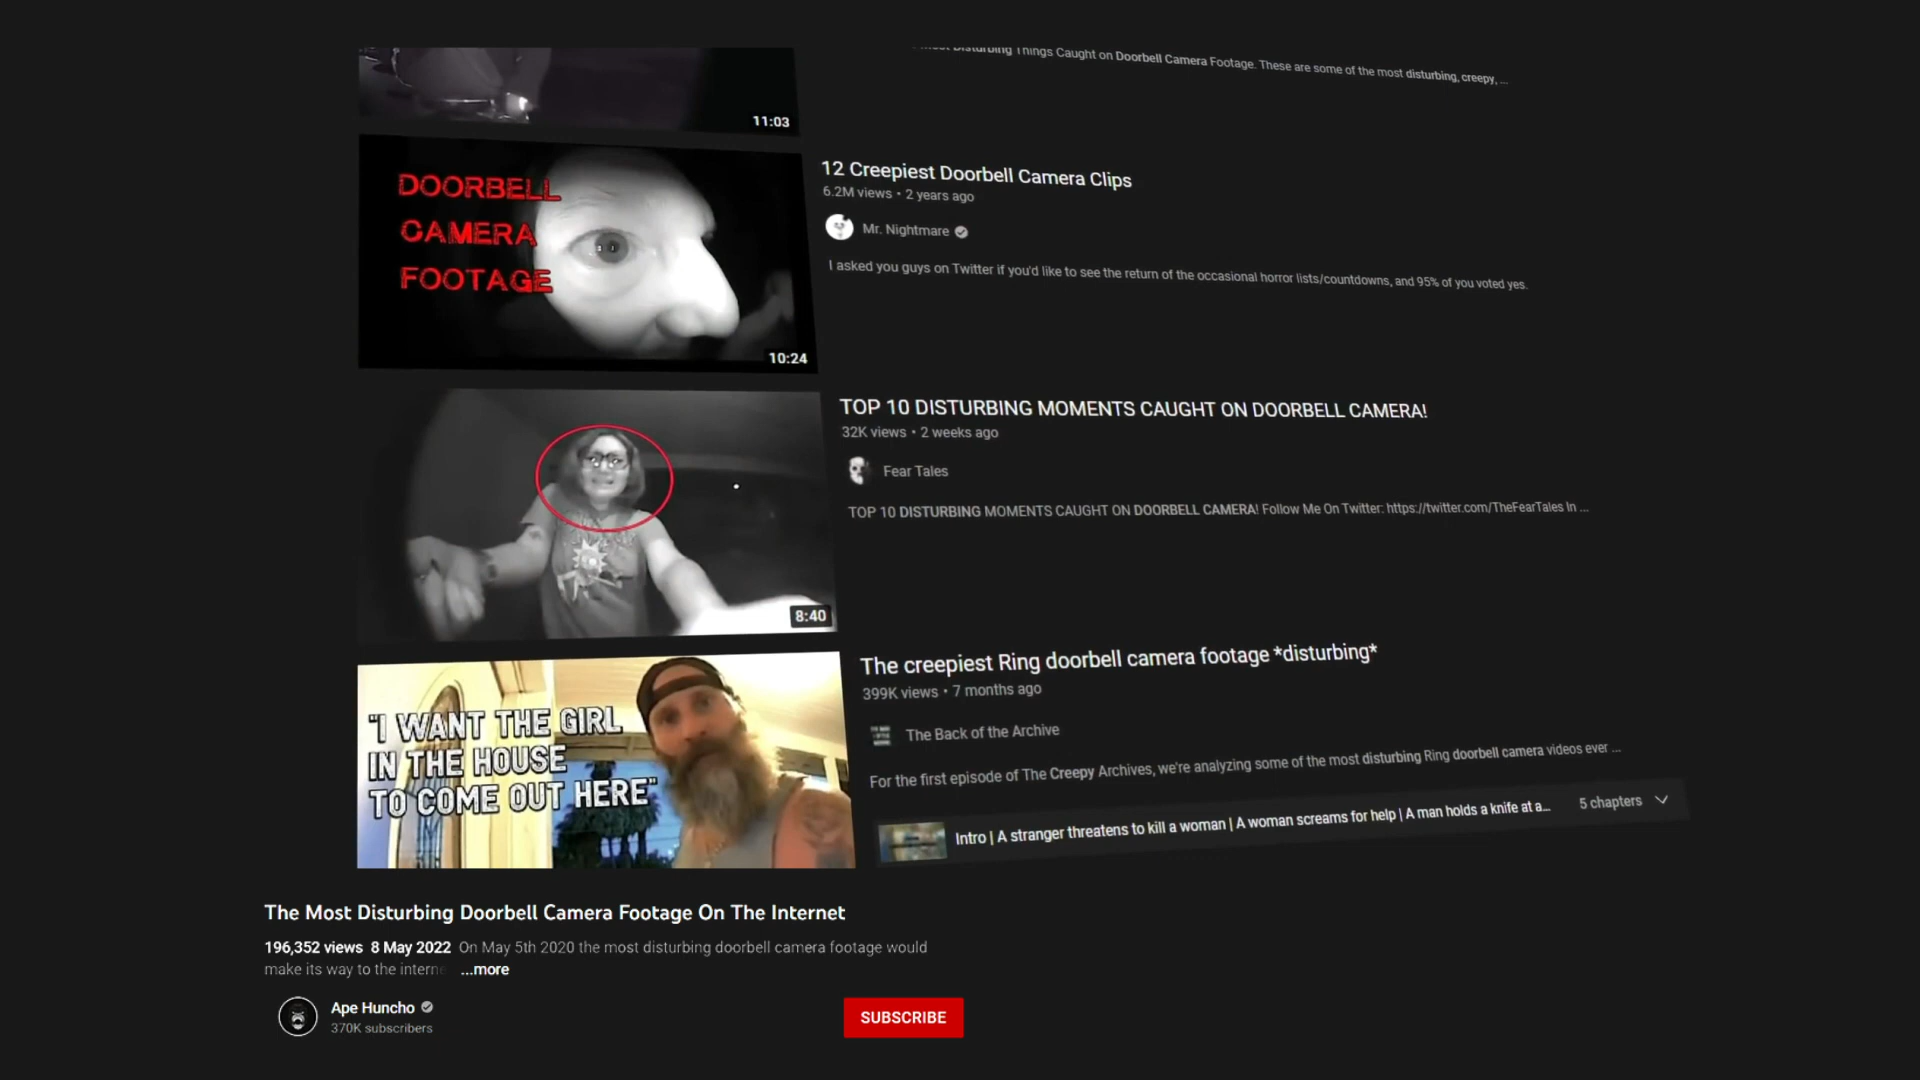 Disturbing Things Caught on Doorbell Camera Footage. These are some of the most disturbing, creepy, ...
11:03
DOORBELL
CAMERA
FOOTAGE
10:24
12 Creepiest Doorbell Camera Clips
6.2M views • 2 years ago
Mr. Nightmare
I asked you guys on Twitter if you'd like to see the return of the occasional horror lists/countdowns, and 95% of you voted yes.
8:40
TOP 10 DISTURBING MOMENTS CAUGHT ON DOORBELL CAMERA!
32K views • 2 weeks ago
Fear Tales
TOP 10 DISTURBING MOMENTS CAUGHT ON DOORBELL CAMERA! Follow Me On Twitter: https://twitter.com/TheFearTales In ...
"I WANT THE GIRL
IN THE HOUSE
TO COME OUT HERE"
The creepiest Ring doorbell camera footage *disturbing*
399K views • 7 months ago
The Back of the Archive
For the first episode of The Creepy Archives, we're analyzing some of the most disturbing Ring doorbell camera videos ever ...
Intro | A stranger threatens to kill a woman | A woman screams for help | A man holds a knife at a...
5 chapters
The Most Disturbing Doorbell Camera Footage On The Internet
196,352 views 8 May 2022 On May 5th 2020 the most disturbing doorbell camera footage would
make its way to the interne ...more
Ape Huncho
370K subscribers
SUBSCRIBE